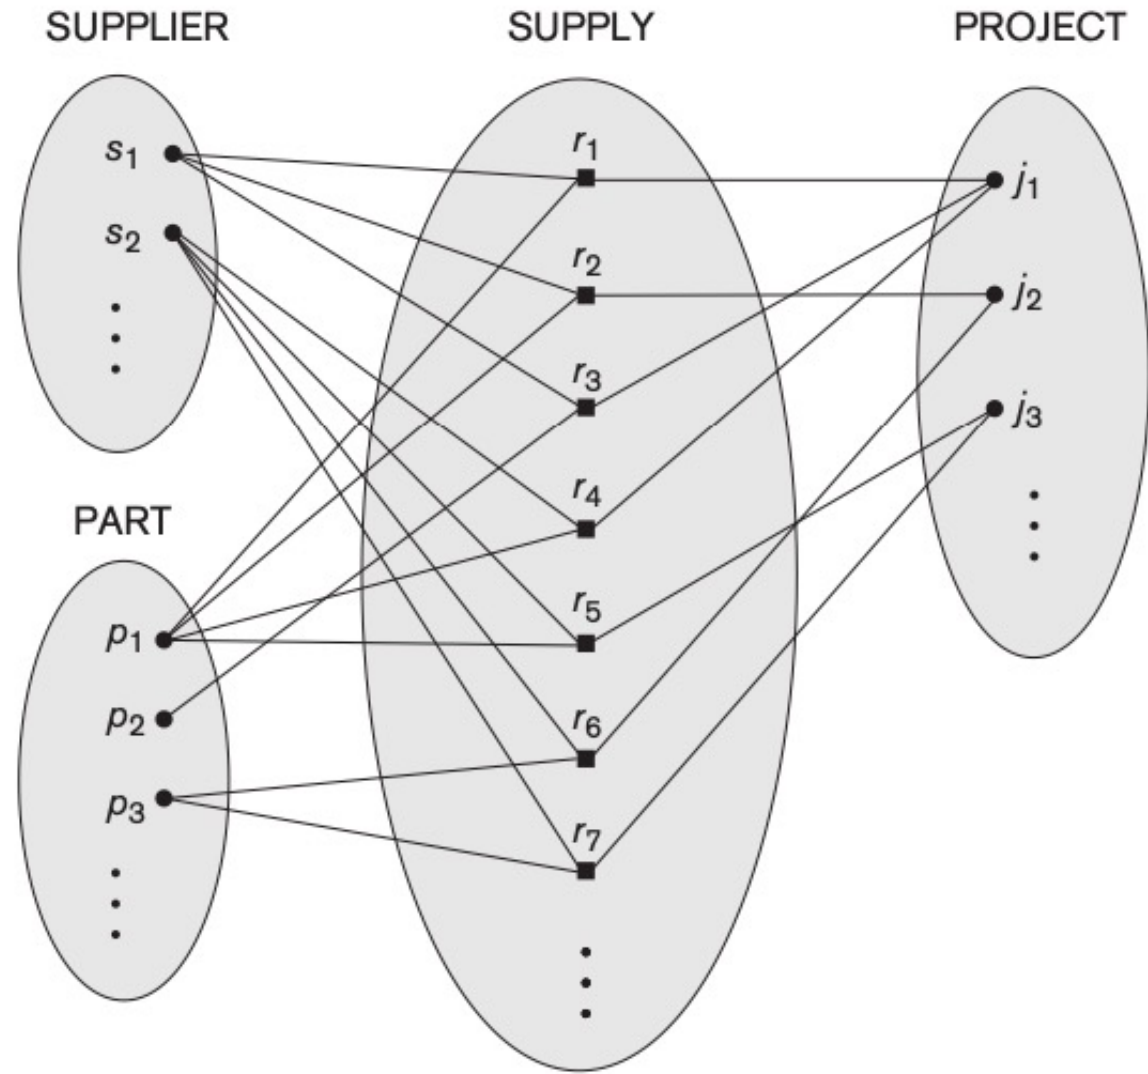 SUPPLIER
SUPPLY
PROJECT
s1
s2
PART
p1
p2
p3
r1
r2
r3
r4
r5
r6
r7
j1
j2
j3